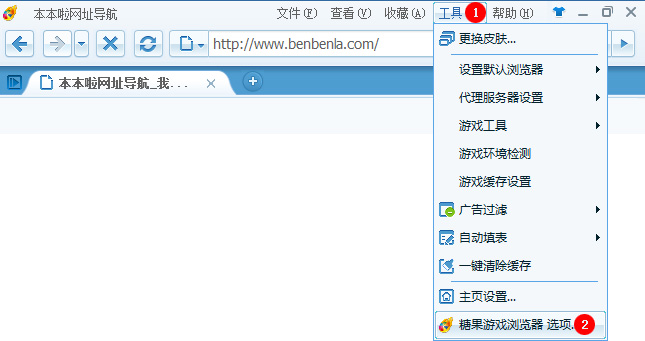 本本啦网址导航 文件(F) 查看(V) 收藏(A) 工具 1 帮助(H)
http://www.benbenla.com/
本本啦网址导航_我...
更换皮肤...
设置默认浏览器
代理服务器设置
游戏工具
游戏环境检测
游戏缓存设置
广告过滤
自动填表
一键清除缓存
主页设置...
糖果游戏浏览器 选项. 2